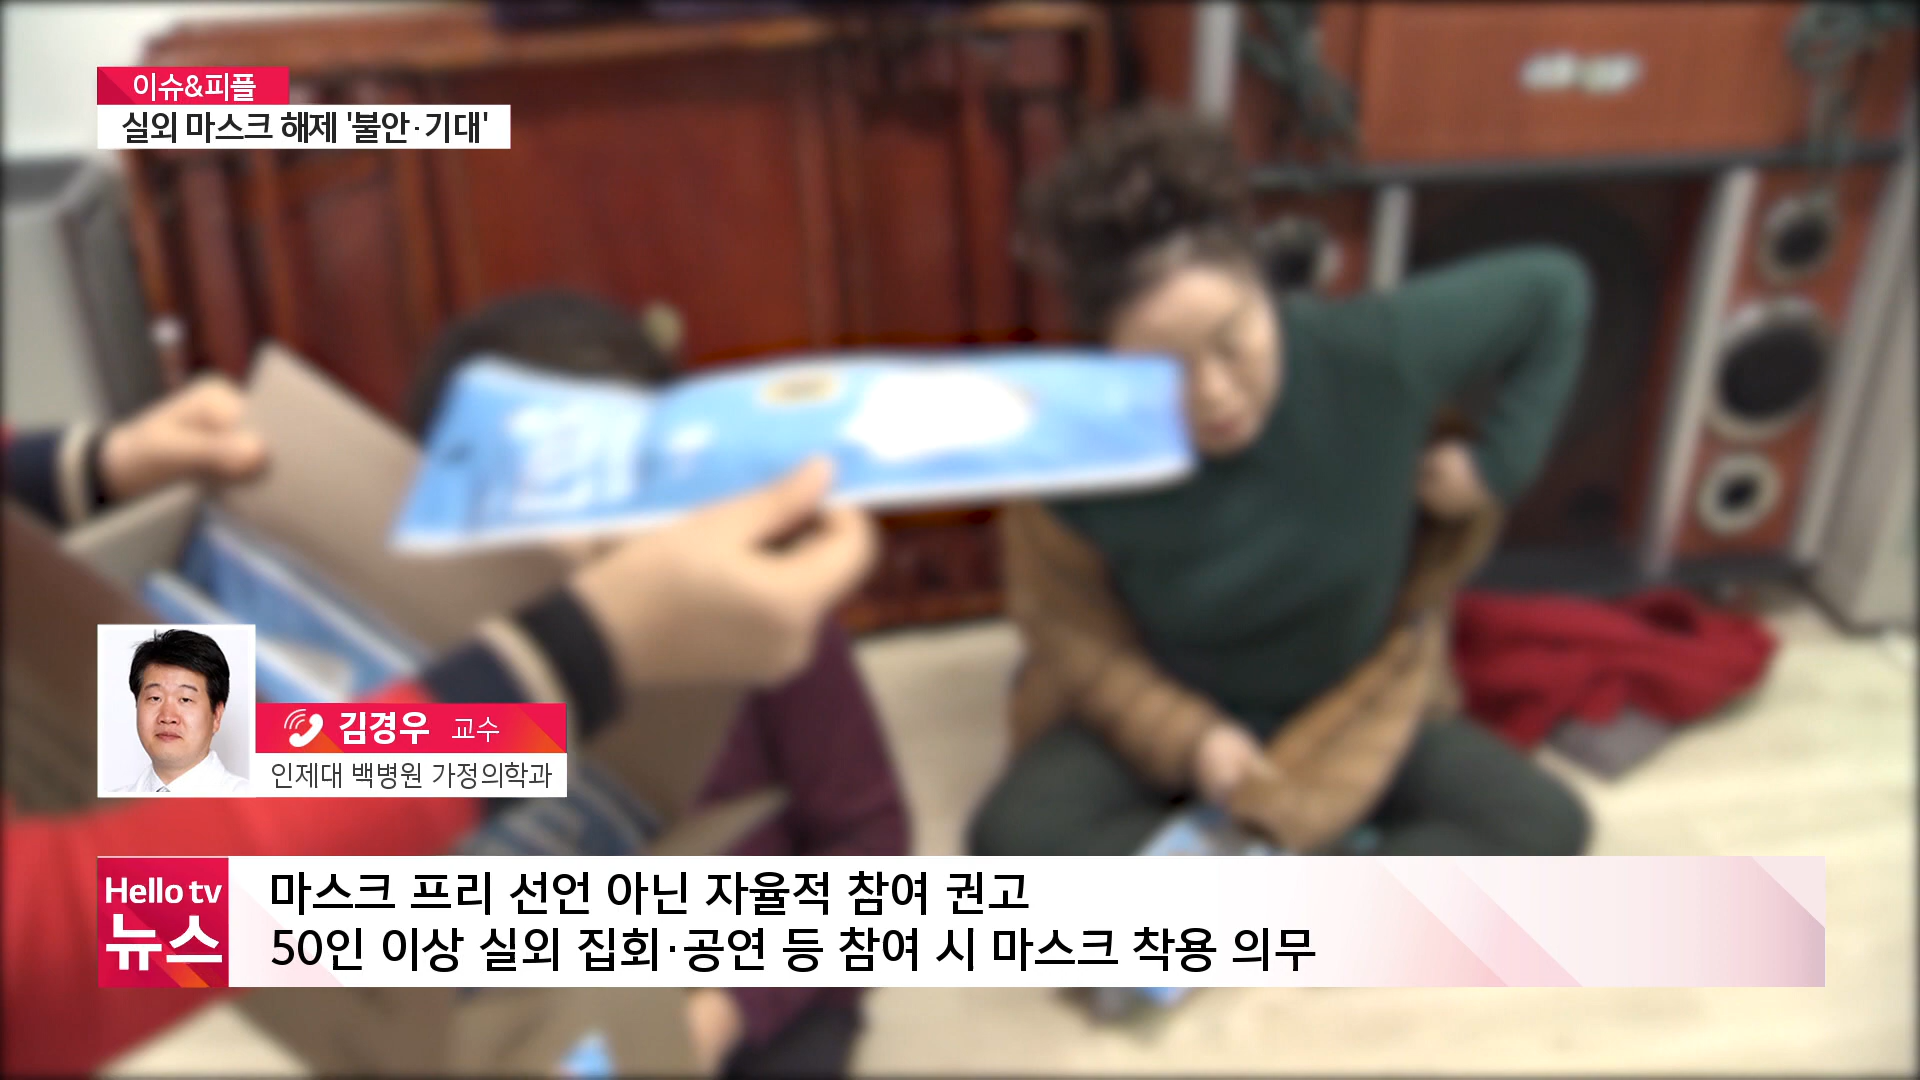 이슈&피플
실외 마스크 해제 '불안·기대'
김경우 교수
인제대 백병원 가정의학과
Hello tv
뉴스
마스크 프리 선언 아닌 자율적 참여 권고
50인 이상 실외 집회·공연 등 참여 시 마스크 착용 의무